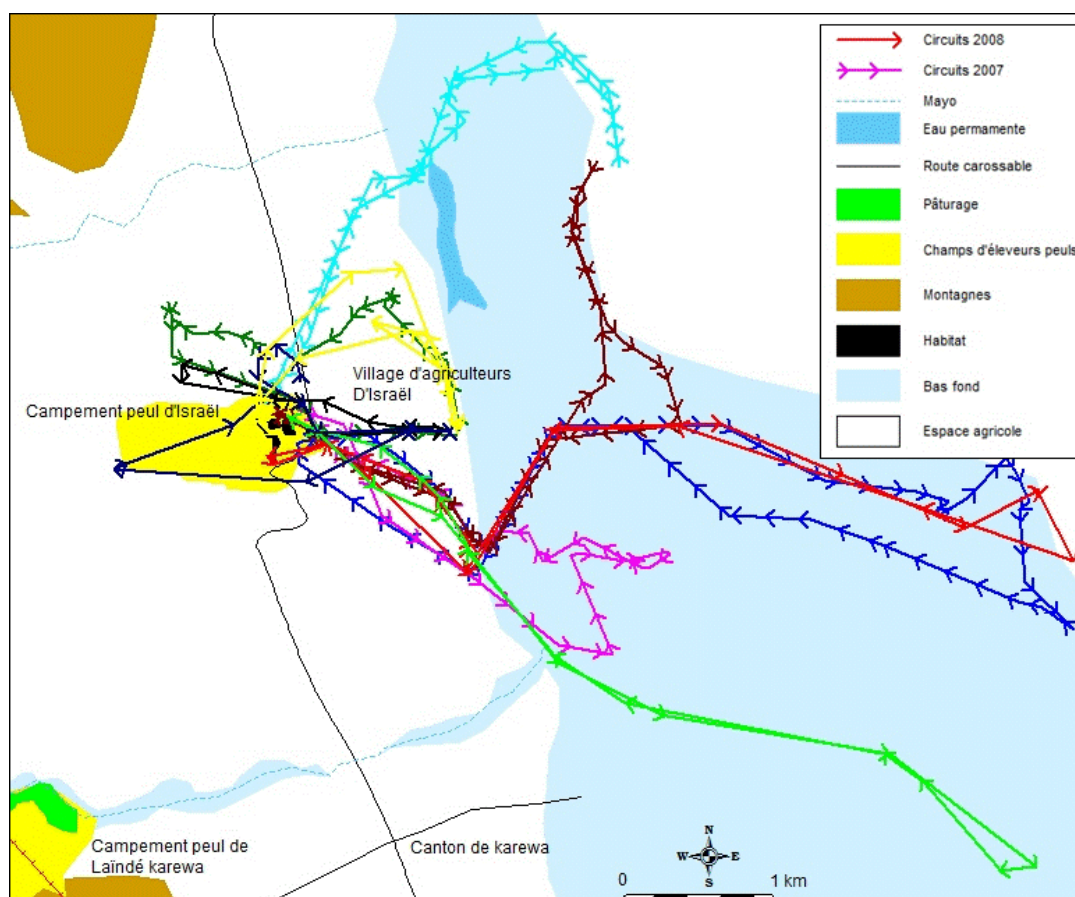 Circuits 2008
Circuits 2007
Mayo
Eau permamente
Route carossable
Pâturage
Champs d'éleveurs peuls
Montagnes
Habitat
Bas fond
Espace agricole
Village d'agriculteurs
D'Israël
Campement peul d'Israël
Campement peul de
Laïndé karewa
Canton de karewa
N
W E
S
0 1 km